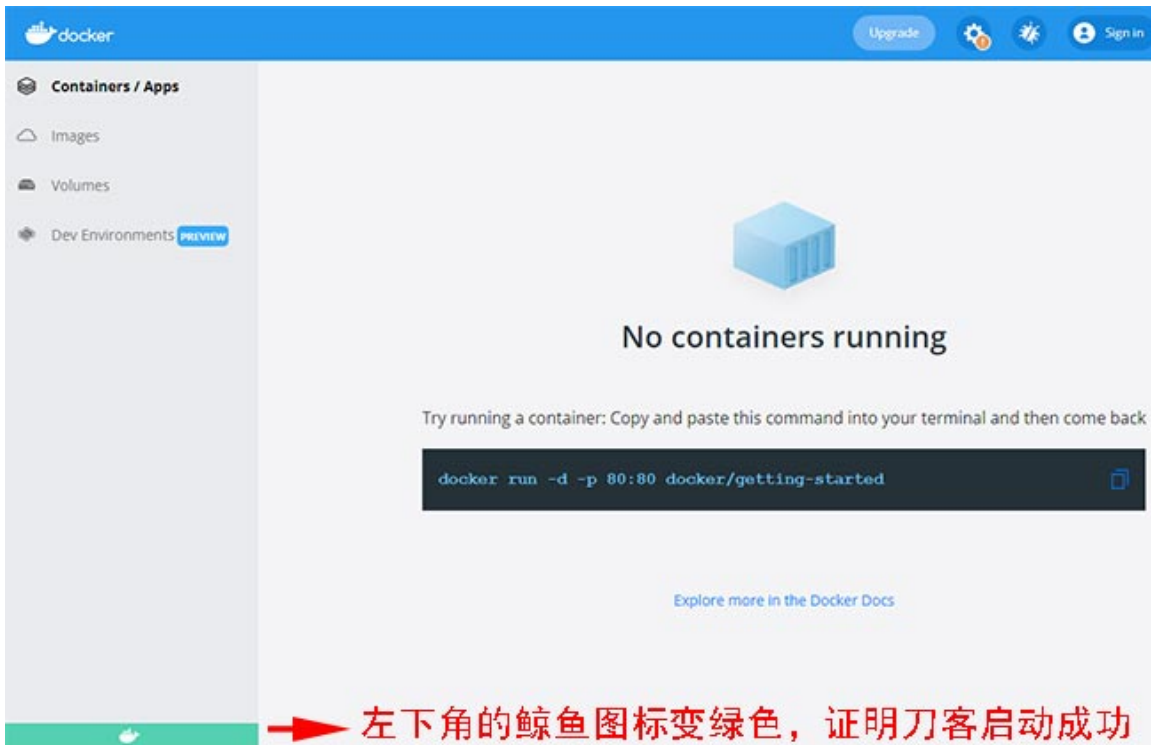 docker
Upgrade
Sign in
Containers / Apps
Images
Volumes
Dev Environments PREVIEW
No containers running
Try running a container: Copy and paste this command into your terminal and then come back
docker run -d -p 80:80 docker/getting-started
Explore more in the Docker Docs
左下角的鲸鱼图标变绿色，证明刀客启动成功